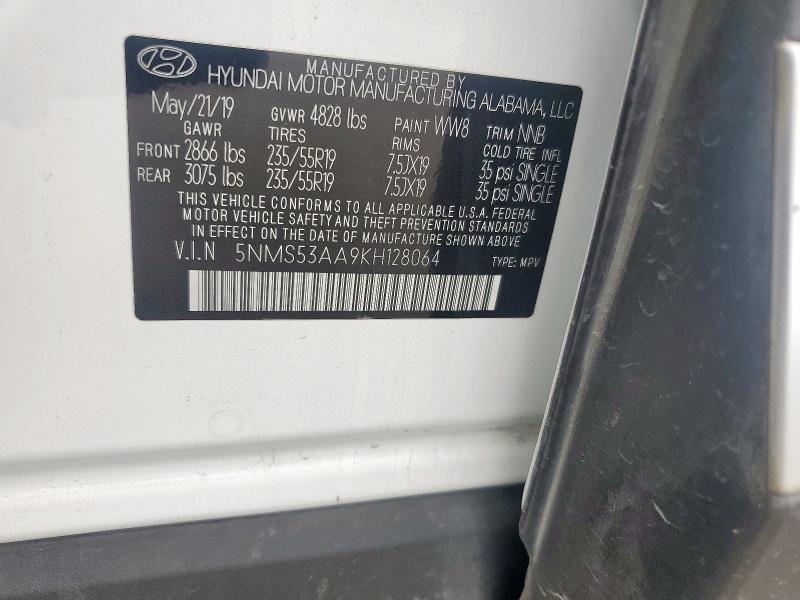 MANUFACTURED BY
HYUNDAI MOTOR MANUFACTURING ALABAMA, LLC
May/21/19 GVWR 4828 lbs PAINT WW8 TRIM NNB
GAWR TIRES RIMS COLD TIRE INFL
FRONT 2866 lbs 235/55R19 7.5JX19 35 psi SINGLE
REAR 3075 lbs 235/55R19 7.5JX19 35 psi SINGLE
THIS VEHICLE CONFORMS TO ALL APPLICABLE U.S.A. FEDERAL
MOTOR VEHICLE SAFETY AND THEFT PREVENTION STANDARDS
IN EFFECT ON THE DATE OF MANUFACTURE SHOWN ABOVE.
V.I.N 5NMS53AA9KH128064 TYPE: MPV